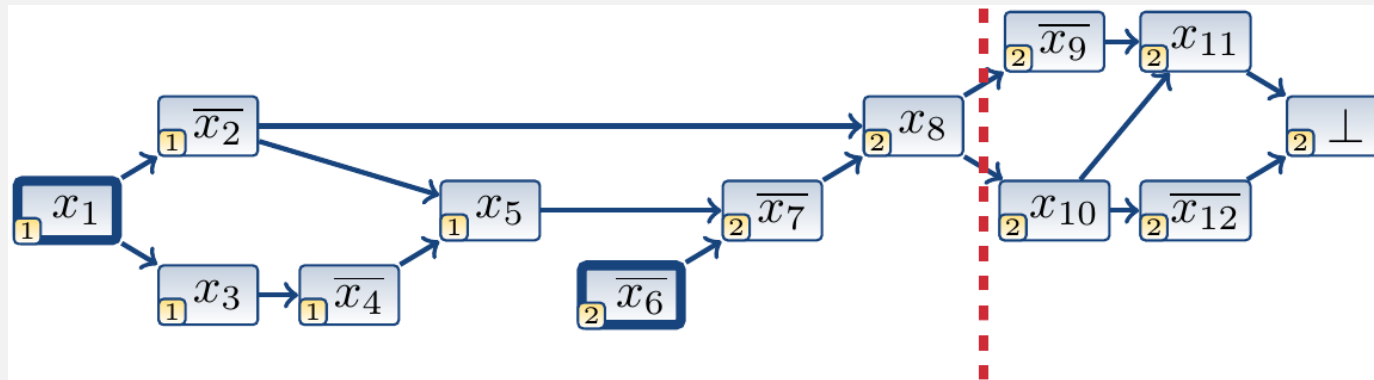 2 x̅₉
2 x₁₁
1 x̅₂
2 x₈
2 ⊥
1 x₁
1 x₅
2 x̅₇
2 x₁₀
2 x̅₁₂
1 x₃
1 x̅₄
2 x̅₆